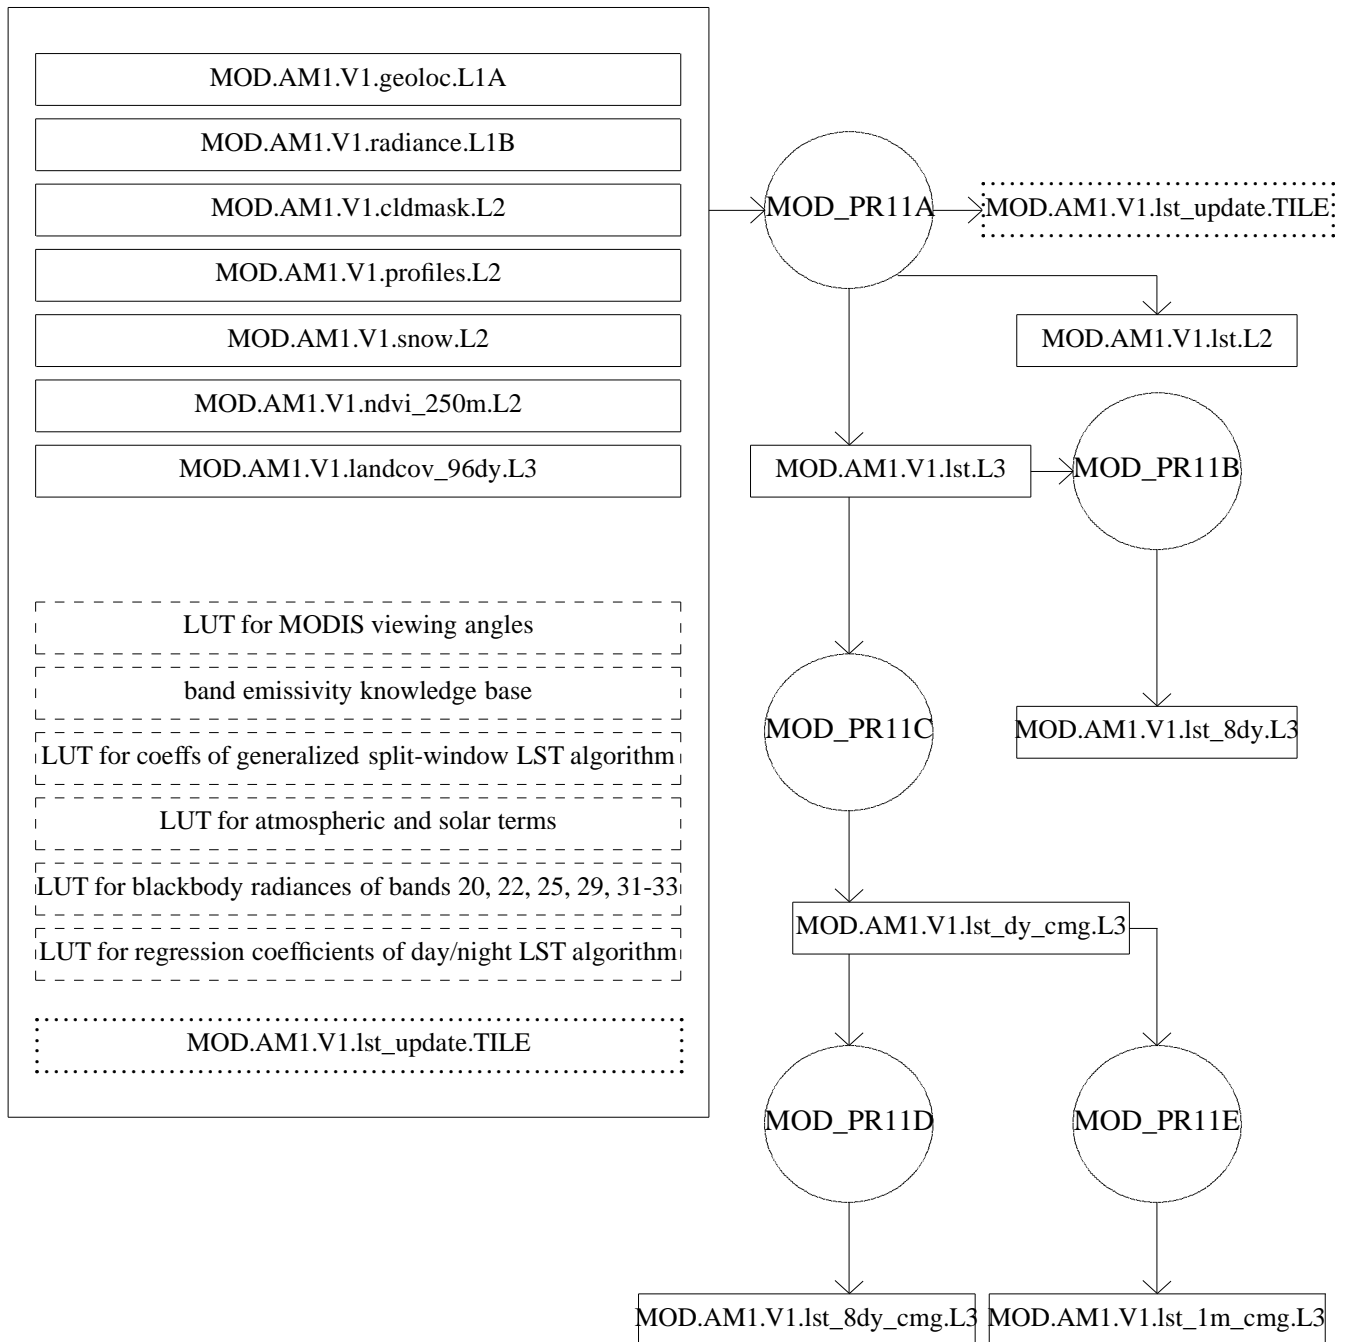 MOD.AM1.V1.geoloc.L1A
MOD.AM1.V1.radiance.L1B
MOD.AM1.V1.cldmask.L2
MOD.AM1.V1.profiles.L2
MOD.AM1.V1.snow.L2
MOD.AM1.V1.ndvi_250m.L2
MOD.AM1.V1.landcov_96dy.L3
LUT for MODIS viewing angles
band emissivity knowledge base
LUT for coeffs of generalized split-window LST algorithm
LUT for atmospheric and solar terms
LUT for blackbody radiances of bands 20, 22, 25, 29, 31-33
LUT for regression coefficients of day/night LST algorithm
MOD.AM1.V1.lst_update.TILE
MOD_PR11A
MOD.AM1.V1.lst_update.TILE
MOD.AM1.V1.lst.L2
MOD.AM1.V1.lst.L3
MOD_PR11B
MOD_PR11C
MOD.AM1.V1.lst_8dy.L3
MOD.AM1.V1.lst_dy_cmg.L3
MOD_PR11D
MOD_PR11E
MOD.AM1.V1.lst_8dy_cmg.L3
MOD.AM1.V1.lst_1m_cmg.L3